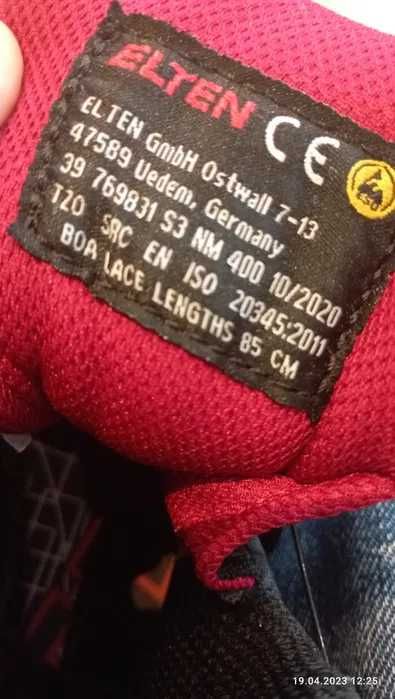 ELTEN CE
ELTEN GmbH Ostwall 7-13
47589 Uedem, Germany
39 769831 S3 NM 400 10/2020
TZO SRC EN ISO 20345:2011
BOA LACE LENGTHS 85 CM
19.04.2023 12:25